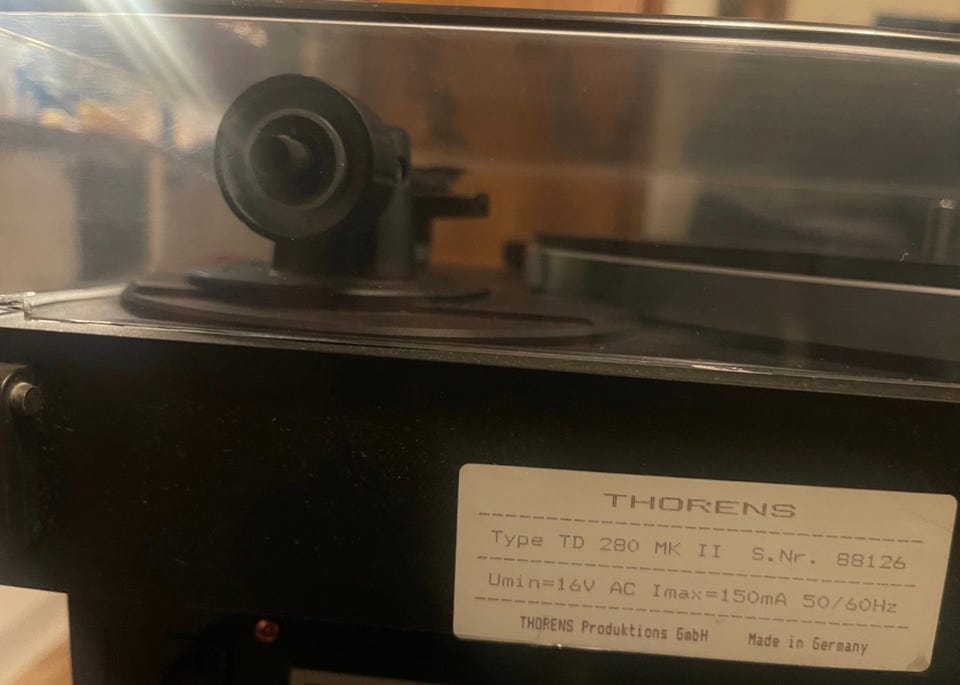 THORENS
Type TD 280 MK II S.Nr. 88126
Umin=16V AC Imax=150mA 50/60Hz
THORENS Produktions GmbH Made in Germany